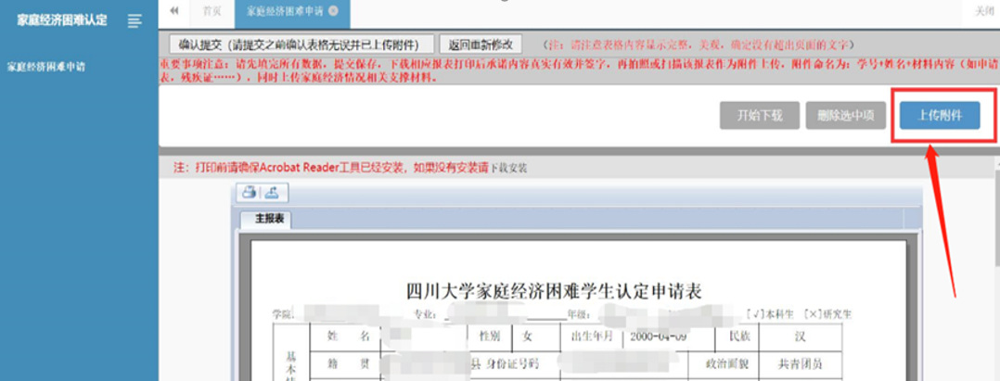 家庭经济困难认定
首页
家庭经济困难申请
关闭
家庭经济困难申请
确认提交（请提交之前确认表格无误并已上传附件）
返回重新修改
（注：请注意表格内容显示完整，美观，确定没有超出页面的文字）
重要事项注意：请先填完所有数据，提交保存，下载相应报表打印后承诺内容真实有效并签字，再拍照或扫描该报表作为附件上传，附件命名为：学号+姓名+材料内容（如申请
表，残疾证……），同时上传家庭经济情况相关支撑材料。
开始下载
删除选中项
上传附件
注：打印前请确保Acrobat Reader工具已经安装，如果没有安装请下载安装
主报表
四川大学家庭经济困难学生认定申请表
学院：
专业：
年级：
[√]本科生 [×]研究生
姓 名
性别
女
出生年月
2000-04-09
民族
汉
基本
籍 贯
县
身份证号码
政治面貌
共青团员